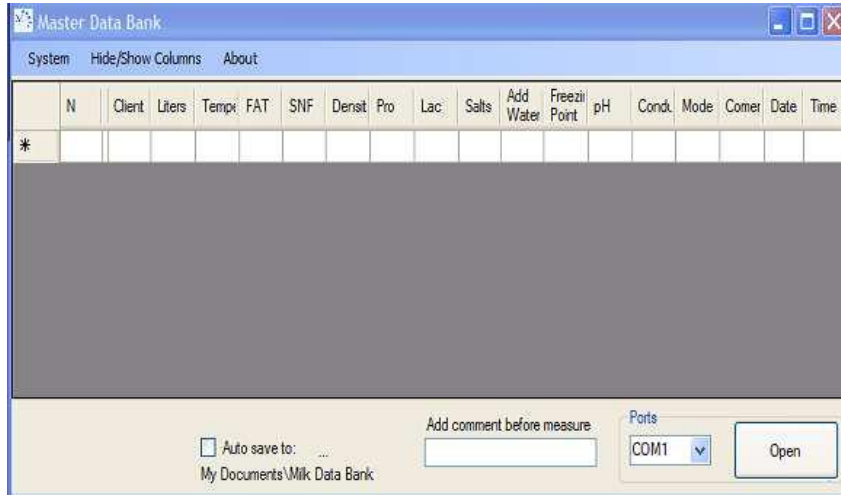 Master Data Bank
System Hide/Show Columns About
N Client Liters Tempe FAT SNF Densit Pro Lac Salts Add Water Freezin Point pH Condu Mode Comer Date Time
*
Add comment before measure Ports
Auto save to: ... COM1 Open
My Documents\Milk Data Bank